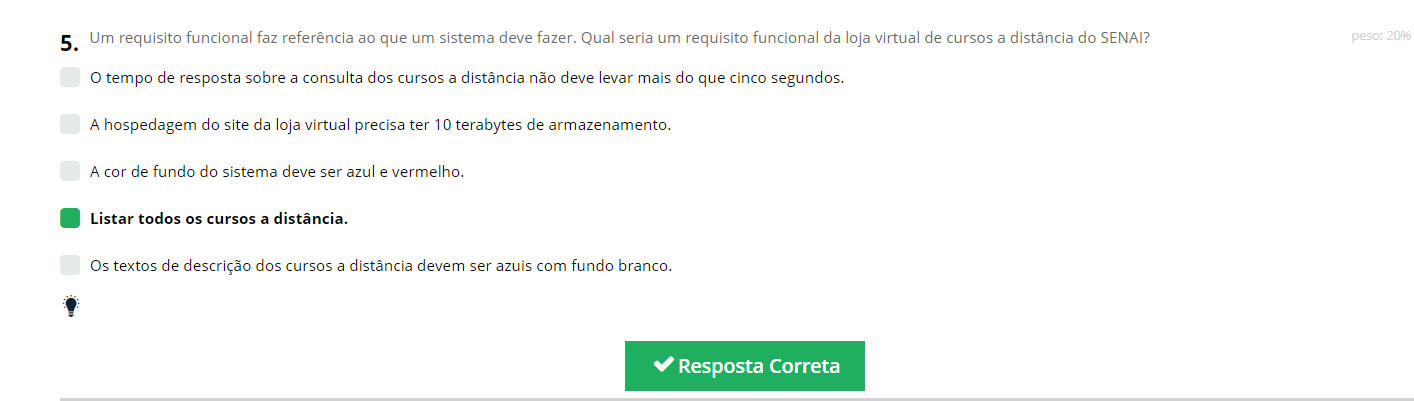 5. Um requisito funcional faz referência ao que um sistema deve fazer. Qual seria um requisito funcional da loja virtual de cursos a distância do SENAI? peso: 20%
O tempo de resposta sobre a consulta dos cursos a distância não deve levar mais do que cinco segundos.
A hospedagem do site da loja virtual precisa ter 10 terabytes de armazenamento.
A cor de fundo do sistema deve ser azul e vermelho.
Listar todos os cursos a distância.
Os textos de descrição dos cursos a distância devem ser azuis com fundo branco.
Resposta Correta